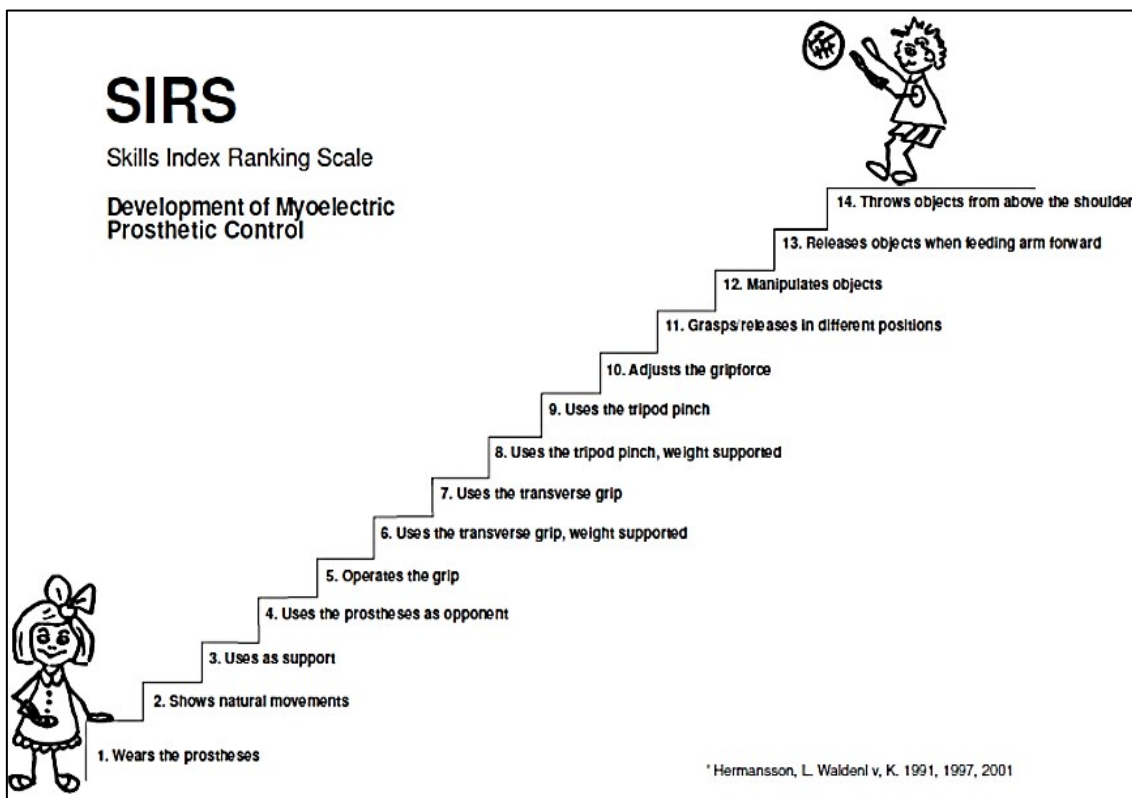 SIRS
Skills Index Ranking Scale
Development of Myoelectric
Prosthetic Control
14. Throws objects from above the shoulder
13. Releases objects when feeding arm forward
12. Manipulates objects
11. Grasps/releases in different positions
10. Adjusts the gripforce
9. Uses the tripod pinch
8. Uses the tripod pinch, weight supported
7. Uses the transverse grip
6. Uses the transverse grip, weight supported
5. Operates the grip
4. Uses the prostheses as opponent
3. Uses as support
2. Shows natural movements
1. Wears the prostheses
* Hermansson, L. Waldenl v, K. 1991, 1997, 2001